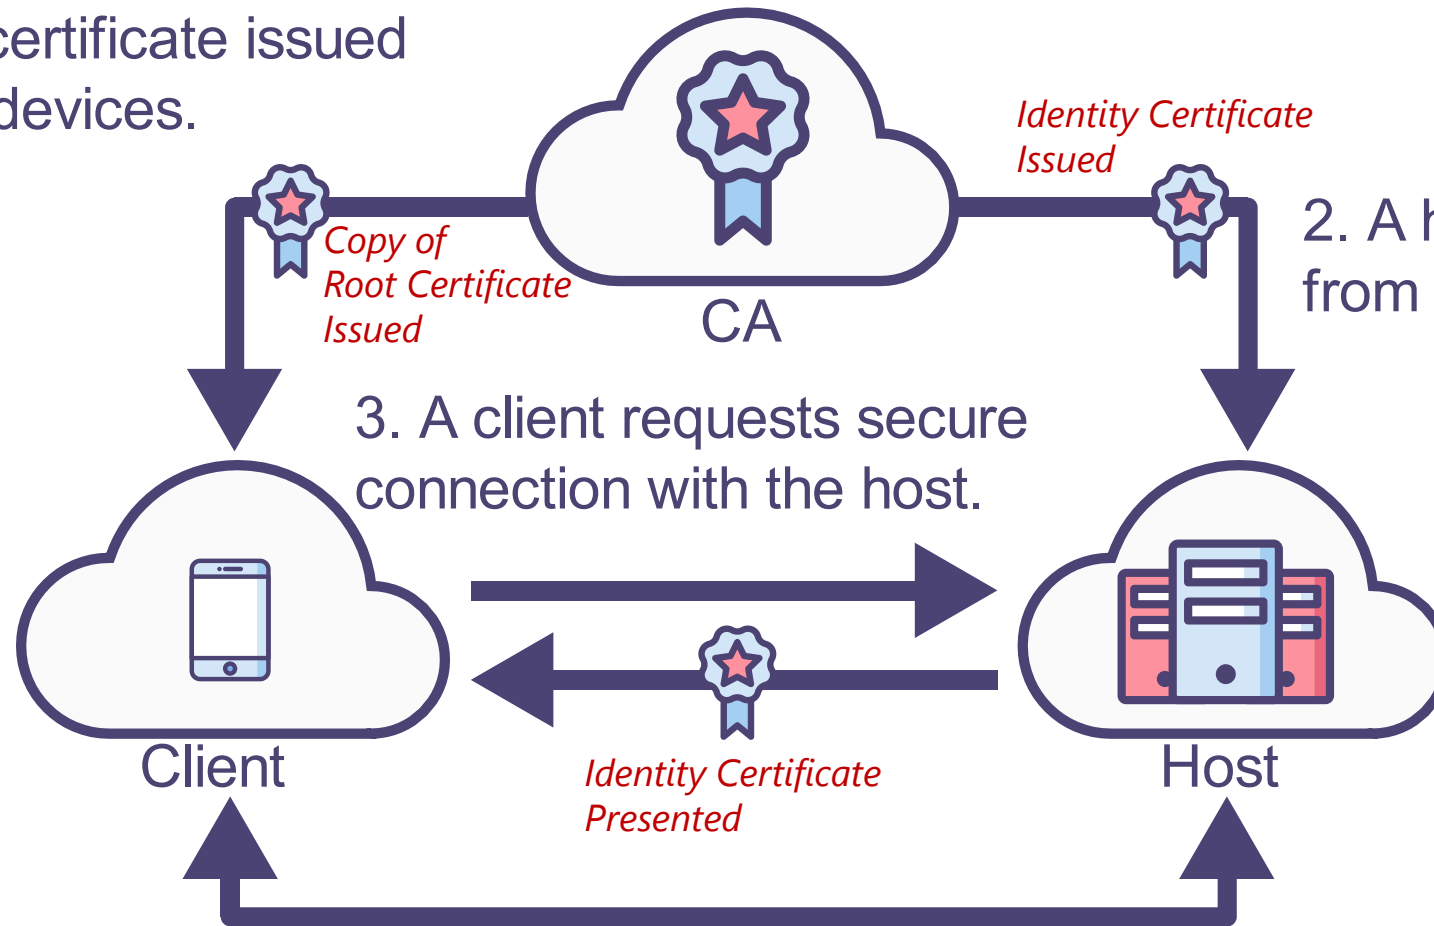 certificate issued
devices.
Identity Certificate
Issued
2. A
from
Copy of
Root Certificate
Issued
CA
3. A client requests secure
connection with the host.
Client
Host
Identity Certificate
Presented